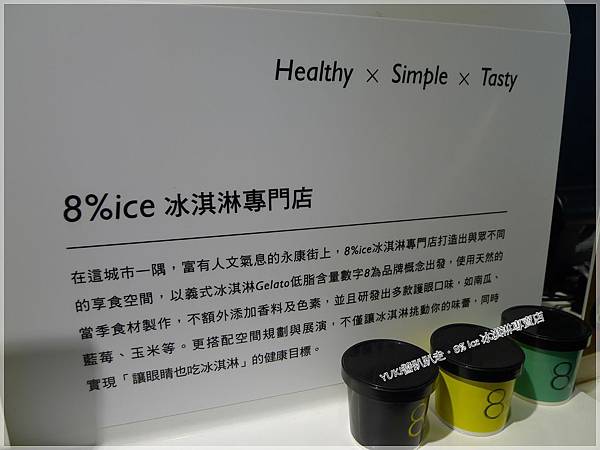 Healthy × Simple × Tasty
8%ice 冰淇淋專門店
在這城市一隅，富有人文氣息的永康街上，8%ice冰淇淋專門店打造出與眾不同
的享食空間，以義式冰淇淋Gelato低脂含量數字8為品牌概念出發，使用天然的
當季食材製作，不額外添加香料及色素，並且研發出多款護眼口味，如南瓜、
藍莓、玉米等。更搭配空間規劃與展演，不僅讓冰淇淋挑動你的味蕾，同時
實現「讓眼睛也吃冰淇淋」的健康目標。
8
8
8